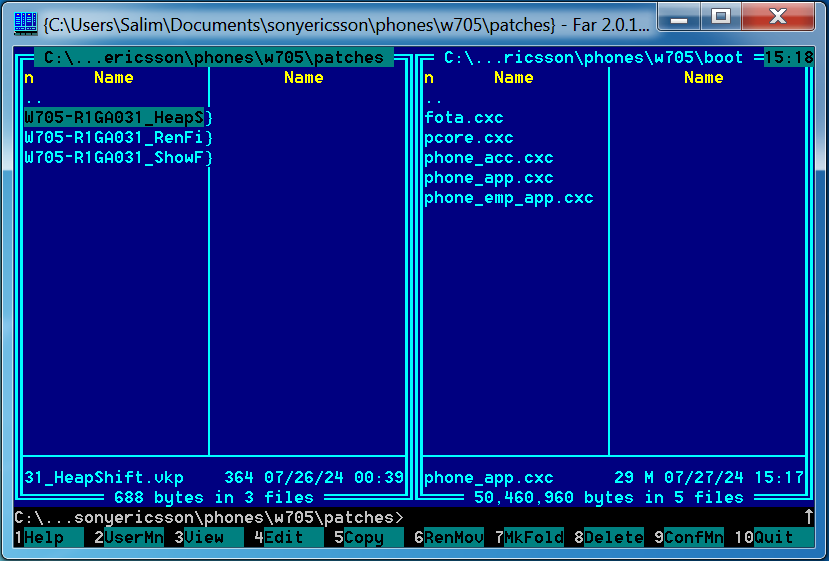 {C:\Users\Salim\Documents\sonyericsson\phones\w705\patches} - Far 2.0.1...
C:\...ericsson\phones\w705\patches C:\...ricsson\phones\w705\boot =15:18
n Name Name n Name Name
.. ..
W705-R1GA031_HeapS} fota.cxc
W705-R1GA031_RenFi} pcore.cxc
W705-R1GA031_ShowF} phone_acc.cxc
phone_app.cxc
phone_emp_app.cxc
31_HeapShift.vkp 364 07/26/24 00:39 phone_app.cxc 29 M 07/27/24 15:17
688 bytes in 3 files 50,460,960 bytes in 5 files
C:\...sonyericsson\phones\w705\patches> ↑
1Help 2UserMn 3View 4Edit 5Copy 6RenMov 7MkFold 8Delete 9ConfMn 10Quit